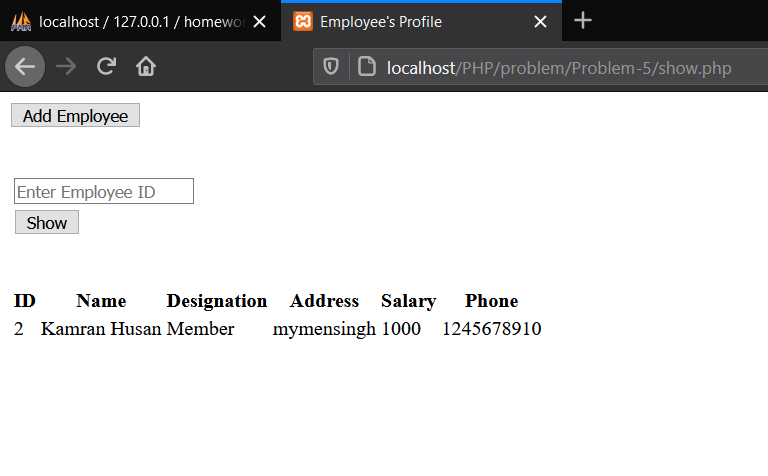 localhost / 127.0.0.1 / homewor
Employee's Profile
localhost/PHP/problem/Problem-5/show.php
Add Employee
Enter Employee ID
Show
ID Name Designation Address Salary Phone
2 Kamran Husan Member mymensingh 1000 1245678910